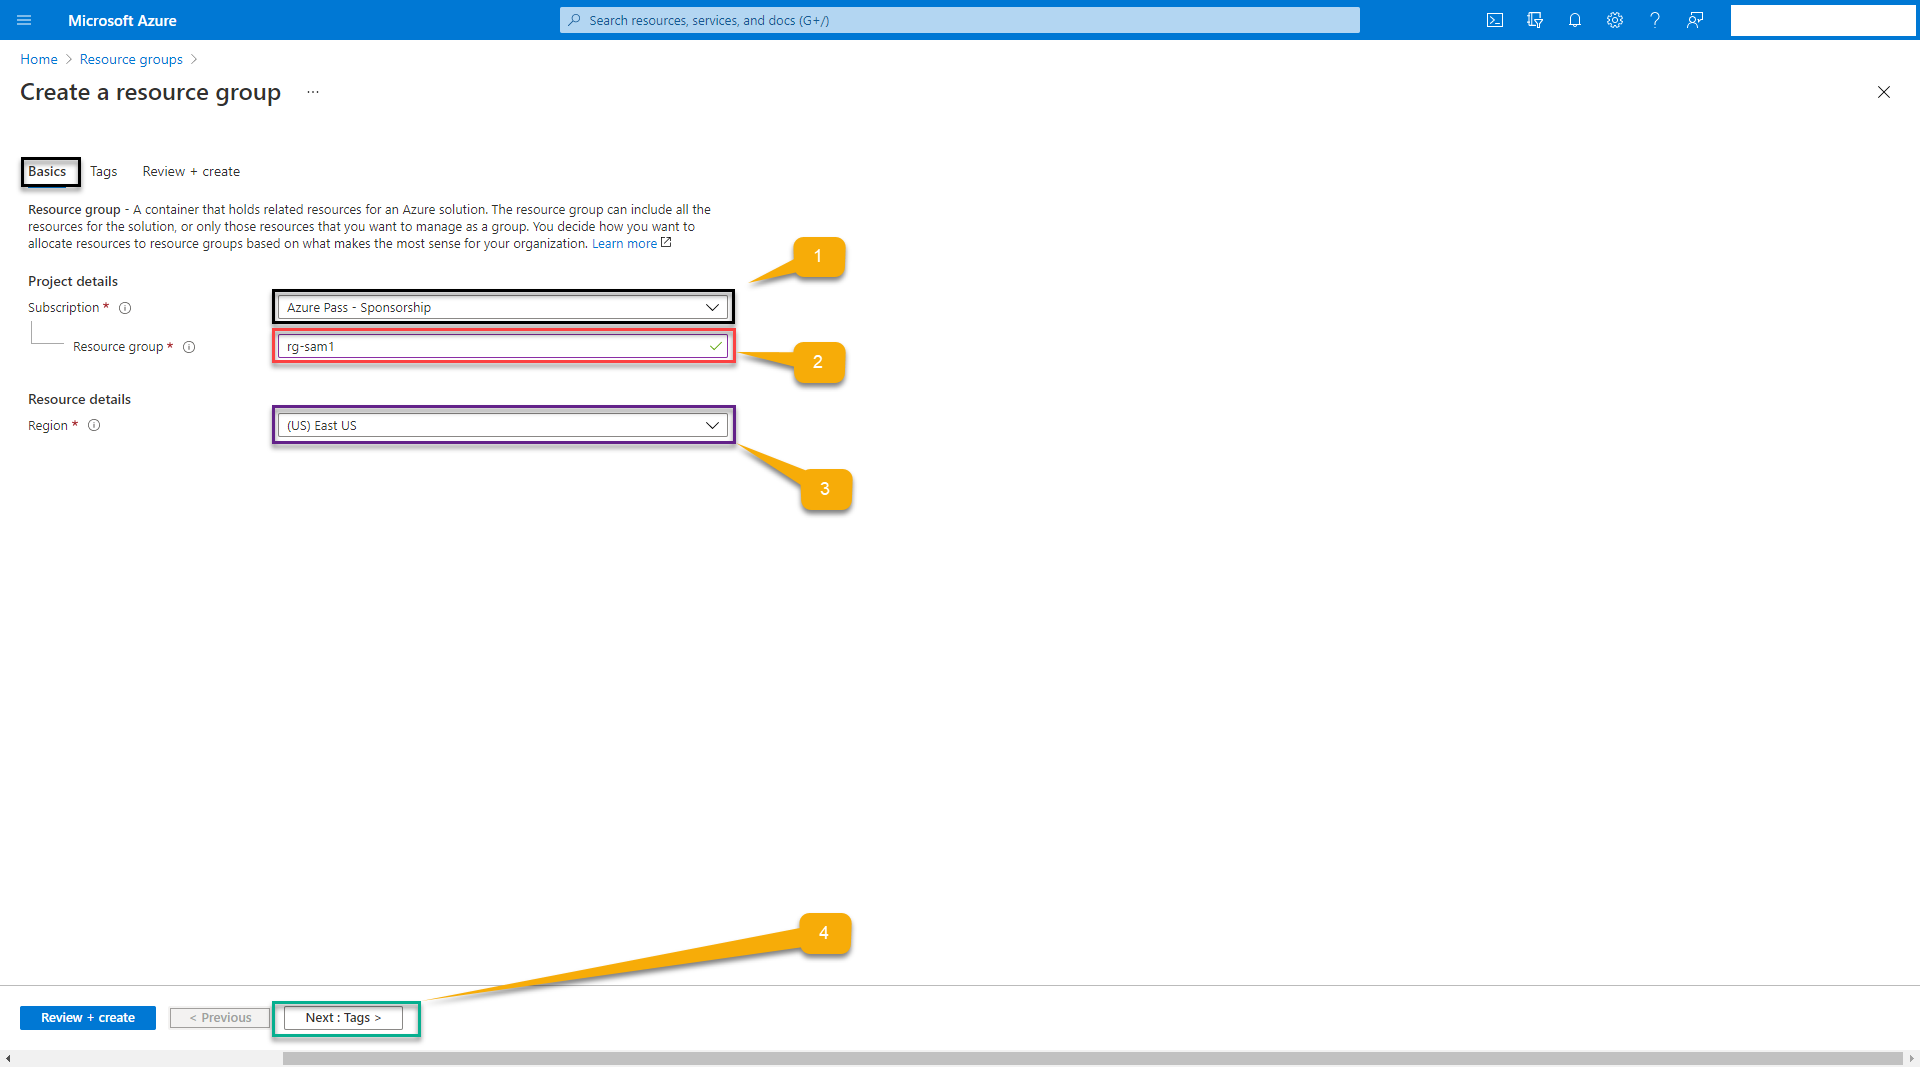 Microsoft Azure
Search resources, services, and docs (G+/)
Home > Resource groups >
Create a resource group ...
Basics Tags Review + create
Resource group - A container that holds related resources for an Azure solution. The resource group can include all the
resources for the solution, or only those resources that you want to manage as a group. You decide how you want to
allocate resources to resource groups based on what makes the most sense for your organization. Learn more
1
Project details
Subscription * Azure Pass - Sponsorship
Resource group * rg-sam1
2
Resource details
Region * (US) East US
3
4
Review + create < Previous Next : Tags >